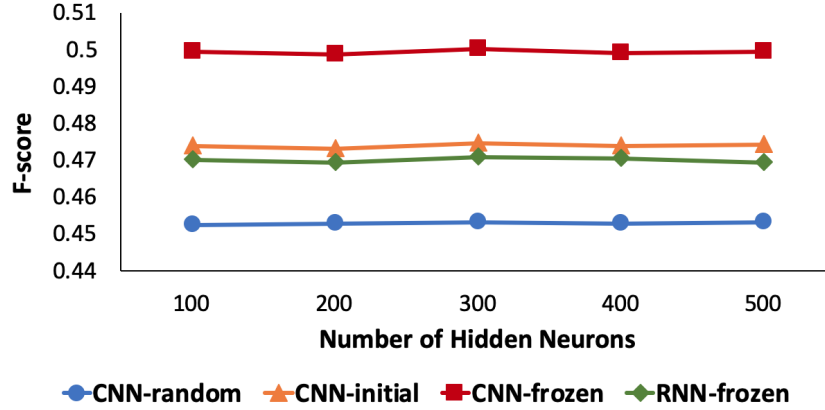 0.51
0.5
0.49
0.48
0.47
0.46
0.45
0.44
F-score
100 200 300 400 500
Number of Hidden Neurons
CNN-random CNN-initial CNN-frozen RNN-frozen